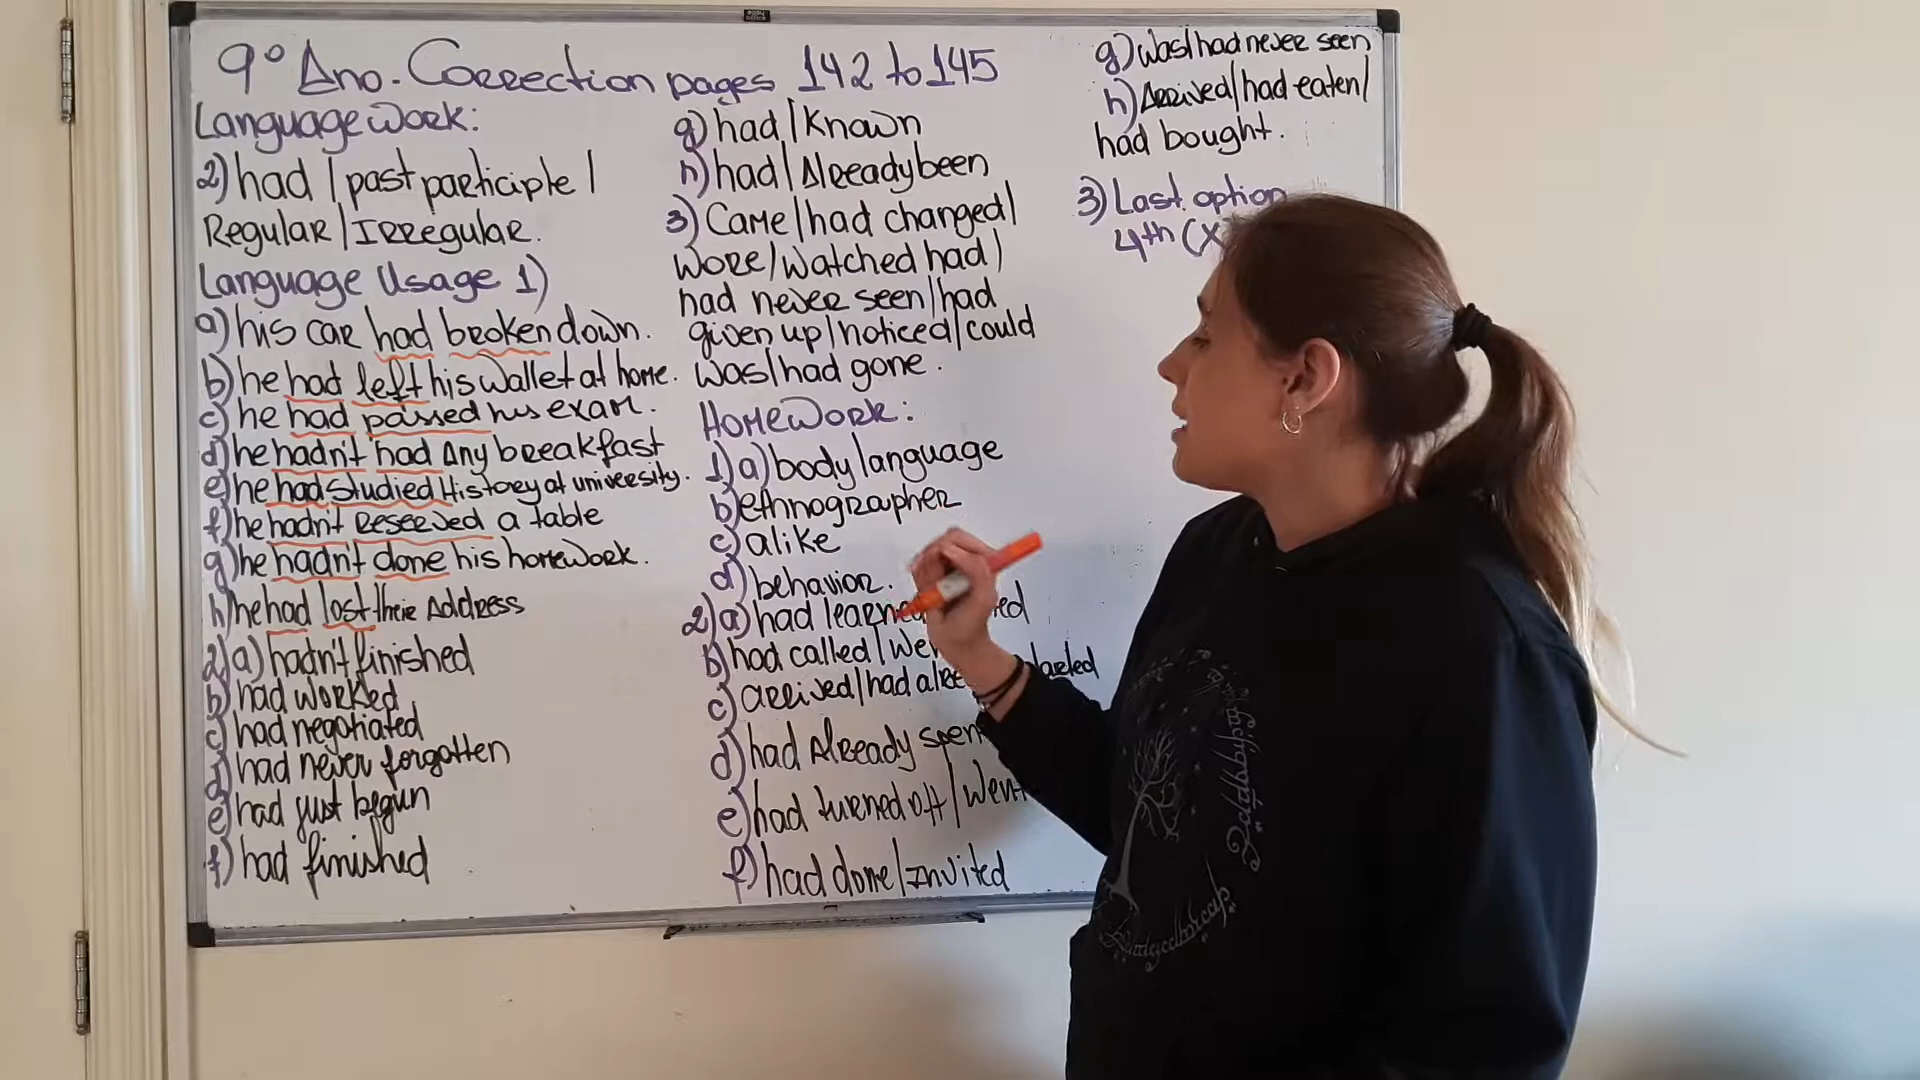 9º Ano. Correction pages 142 to 145
Language Work:
2) had / past participle /
Regular / Irregular.
Language Usage 1)
a) his car had broken down.
b) he had left his wallet at home.
c) he had passed his exam.
d) he hadn't had any breakfast
e) he had studied History at university.
f) he hadn't reserved a table
g) he hadn't done his homework.
h) he had lost their address
2) a) hadn't finished
b) had worked
c) had negotiated
d) had never forgotten
e) had just begun
f) had finished
g) had / known
h) had / Already been
3) Came / had changed /
wore / watched had /
had never seen / had
given up / noticed / could
was / had gone.
Homework:
1) a) body language
b) ethnographer
c) alike
d) behavior.
2) a) had learned
b) had called /
c) arrived / had
d) had Already
e) had turned off / went
f) had done / Invited
g) was / had never seen
h) Arrived / had eaten /
had bought.
3) Last option
4th (X